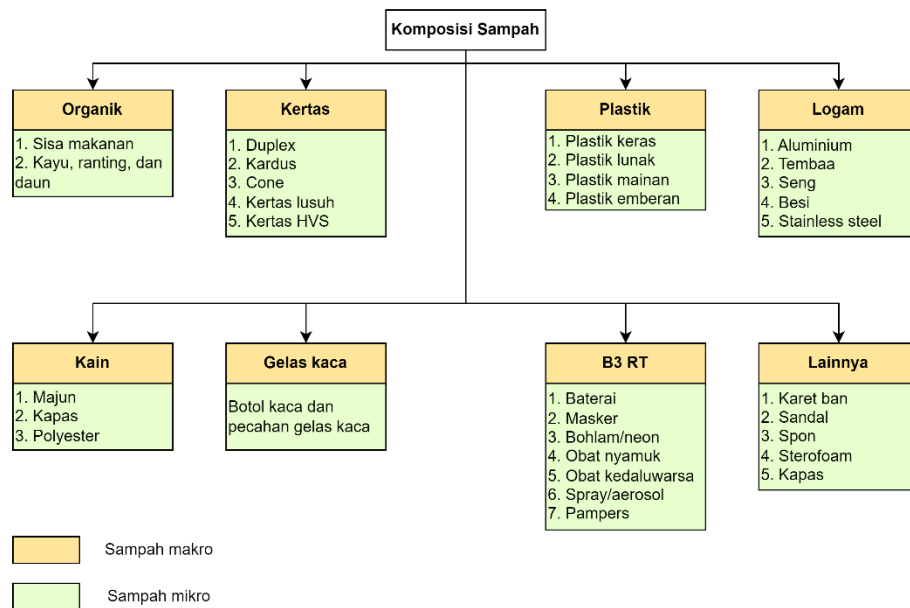 Komposisi Sampah
Organik
1. Sisa makanan
2. Kayu, ranting, dan
daun
Kertas
1. Duplex
2. Kardus
3. Cone
4. Kertas lusuh
5. Kertas HVS
Plastik
1. Plastik keras
2. Plastik lunak
3. Plastik mainan
4. Plastik emberan
Logam
1. Aluminium
2. Tembaa
3. Seng
4. Besi
5. Stainless steel
Kain
1. Majun
2. Kapas
3. Polyester
Gelas kaca
Botol kaca dan
pecahan gelas kaca
B3 RT
1. Baterai
2. Masker
3. Bohlam/neon
4. Obat nyamuk
5. Obat kedaluwarsa
6. Spray/aerosol
7. Pampers
Lainnya
1. Karet ban
2. Sandal
3. Spon
4. Sterofoam
5. Kapas
Sampah makro
Sampah mikro